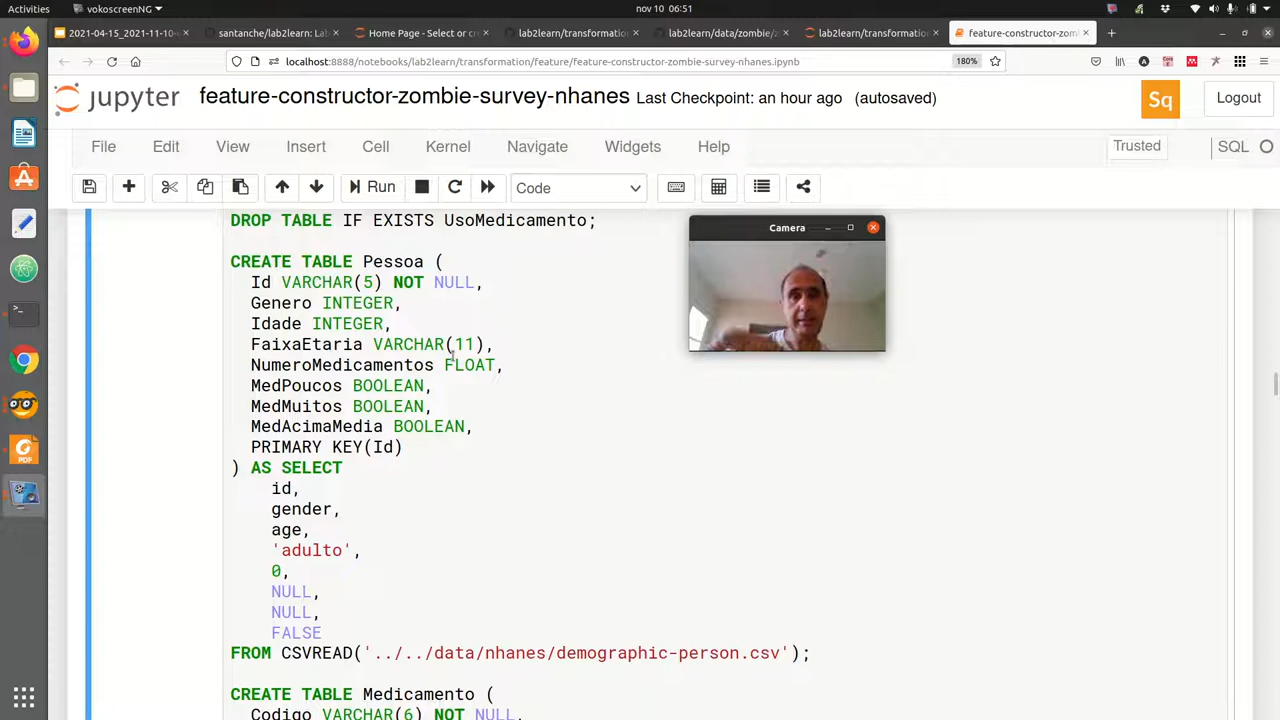 Activities
vokoscreenNG
nov 10 06:51
2021-04-15_2021-11-10-
santanche/lab2learn: Lab
Home Page - Select or cr
lab2learn/transformatio
lab2learn/data/zombie/z
lab2learn/transformatio
feature-constructor-zom
localhost:8888/notebooks/lab2learn/transformation/feature/feature-constructor-zombie-survey-nhanes.ipynb
180%
jupyter
feature-constructor-zombie-survey-nhanes Last Checkpoint: an hour ago (autosaved)
Sq
Logout
File Edit View Insert Cell Kernel Navigate Widgets Help
Trusted
SQL
Run
Code
DROP TABLE IF EXISTS UsoMedicamento;
Camera
CREATE TABLE Pessoa (
Id VARCHAR(5) NOT NULL,
Genero INTEGER,
Idade INTEGER,
FaixaEtaria VARCHAR(11),
NumeroMedicamentos FLOAT,
MedPoucos BOOLEAN,
MedMuitos BOOLEAN,
MedAcimaMedia BOOLEAN,
PRIMARY KEY(Id)
) AS SELECT
id,
gender,
age,
'adulto',
0,
NULL,
NULL,
FALSE
FROM CSVREAD('../../data/nhanes/demographic-person.csv');
CREATE TABLE Medicamento (
Codigo VARCHAR(6) NOT NULL,
PDF